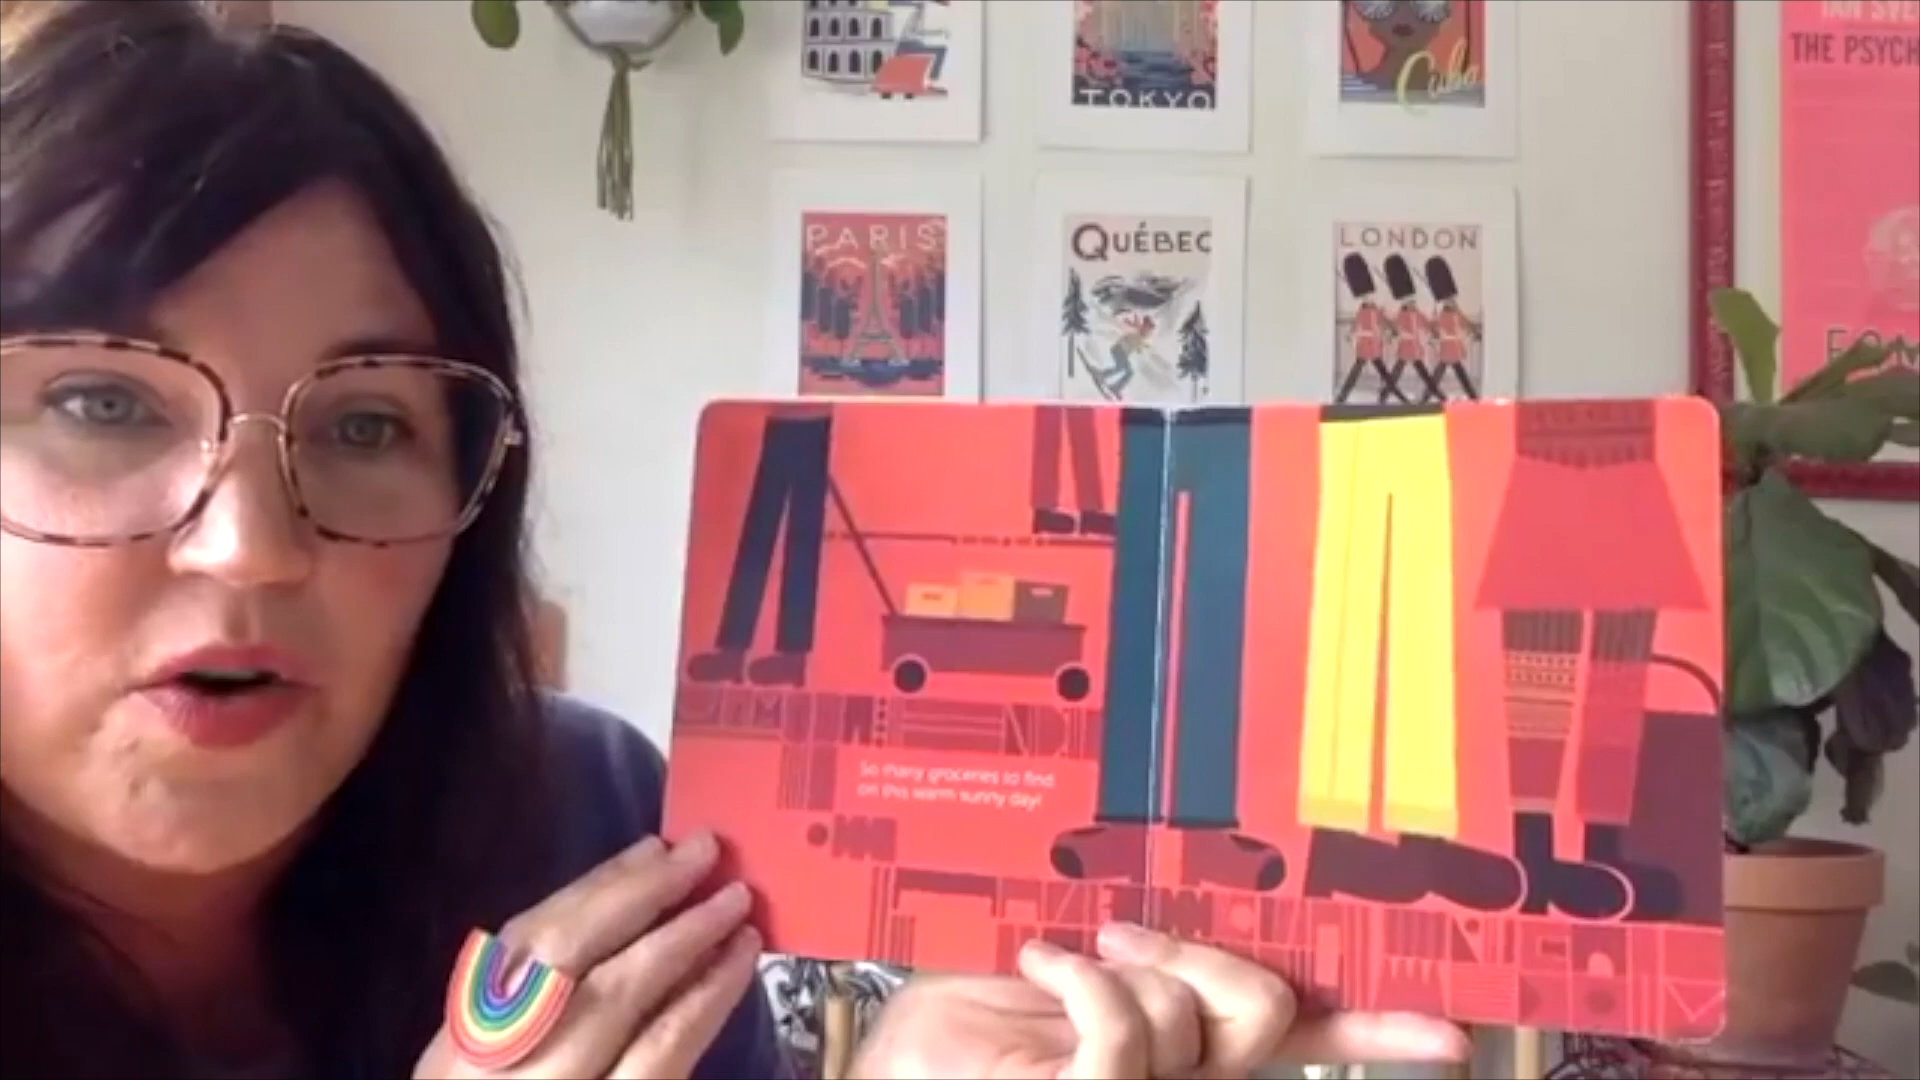 TOKYO
Cuba
THE PSYCH
PARIS
QUÉBEC
LONDON
So many groceries to find
on this warm sunny day!